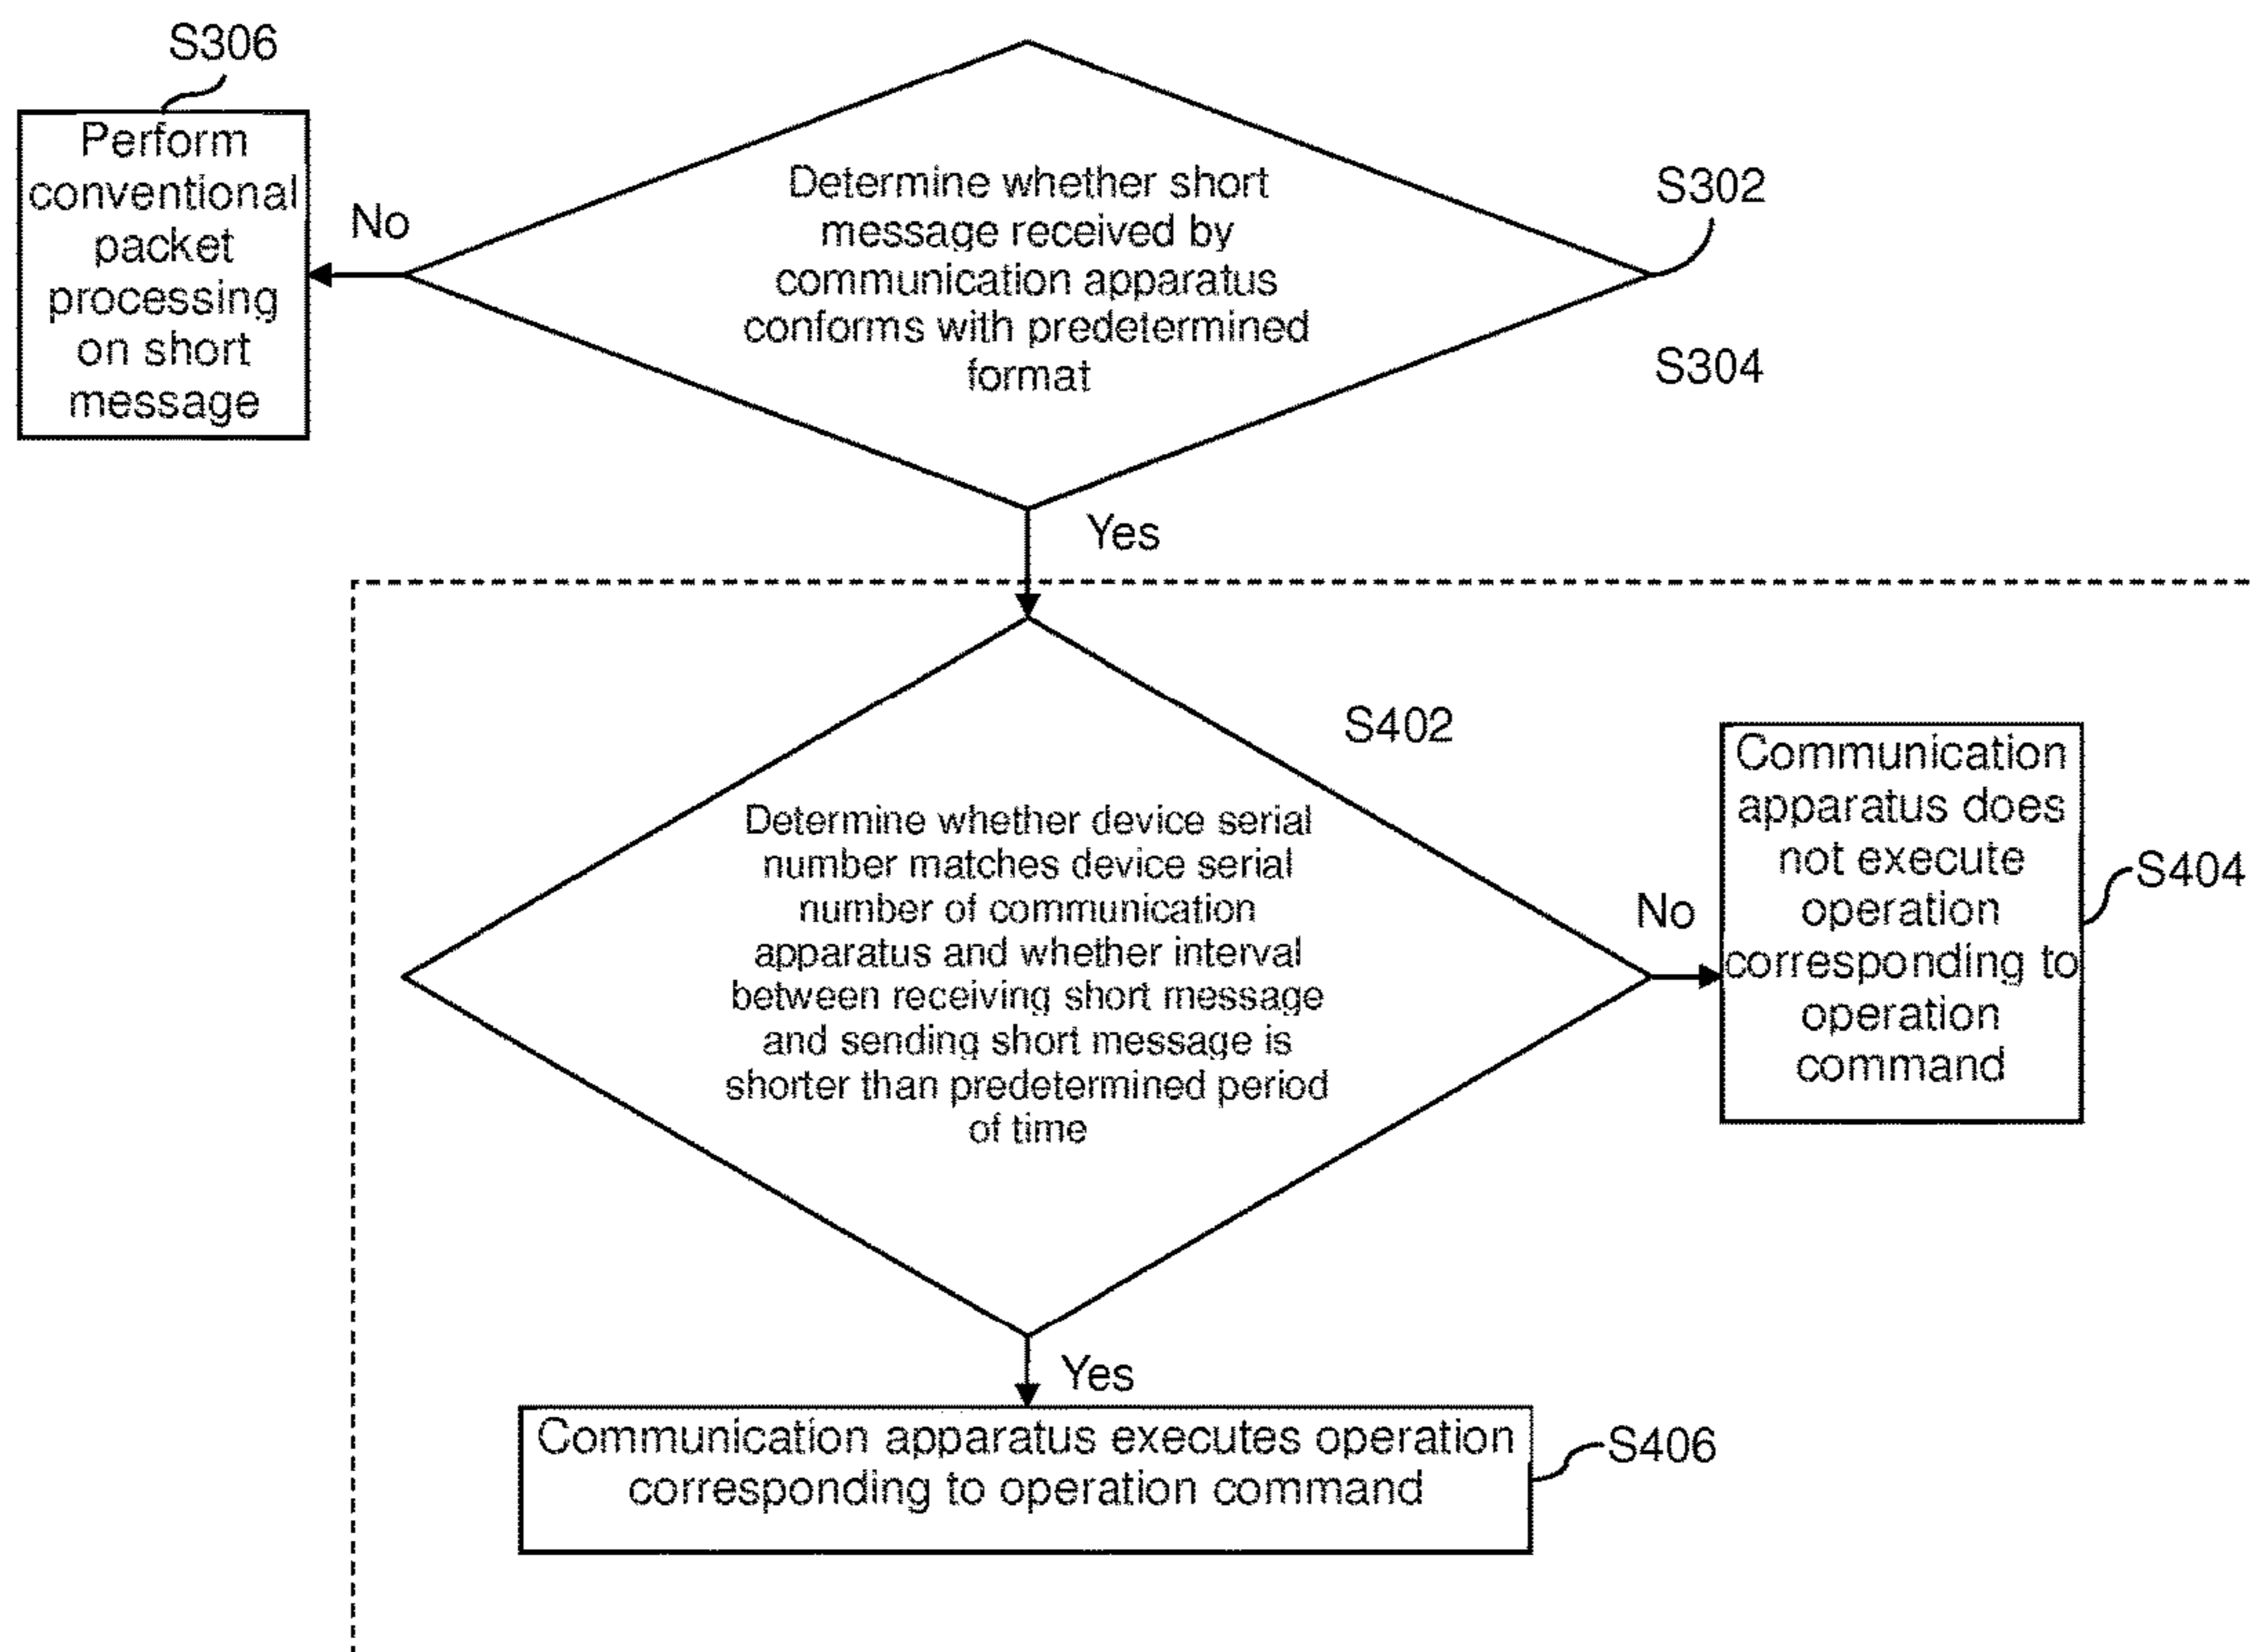 S306
Perform
conventional
packet
processing
on short
message
No
Determine whether short
message received by
communication apparatus
conforms with predetermined
format
S302
S304
Yes
S402
Determine whether device serial
number matches device serial
number of communication
apparatus and whether interval
between receiving short message
and sending short message is
shorter than predetermined period
of time
No
Communication
apparatus does
not execute
operation
corresponding to
operation
command
S404
Yes
Communication apparatus executes operation
corresponding to operation command
S406